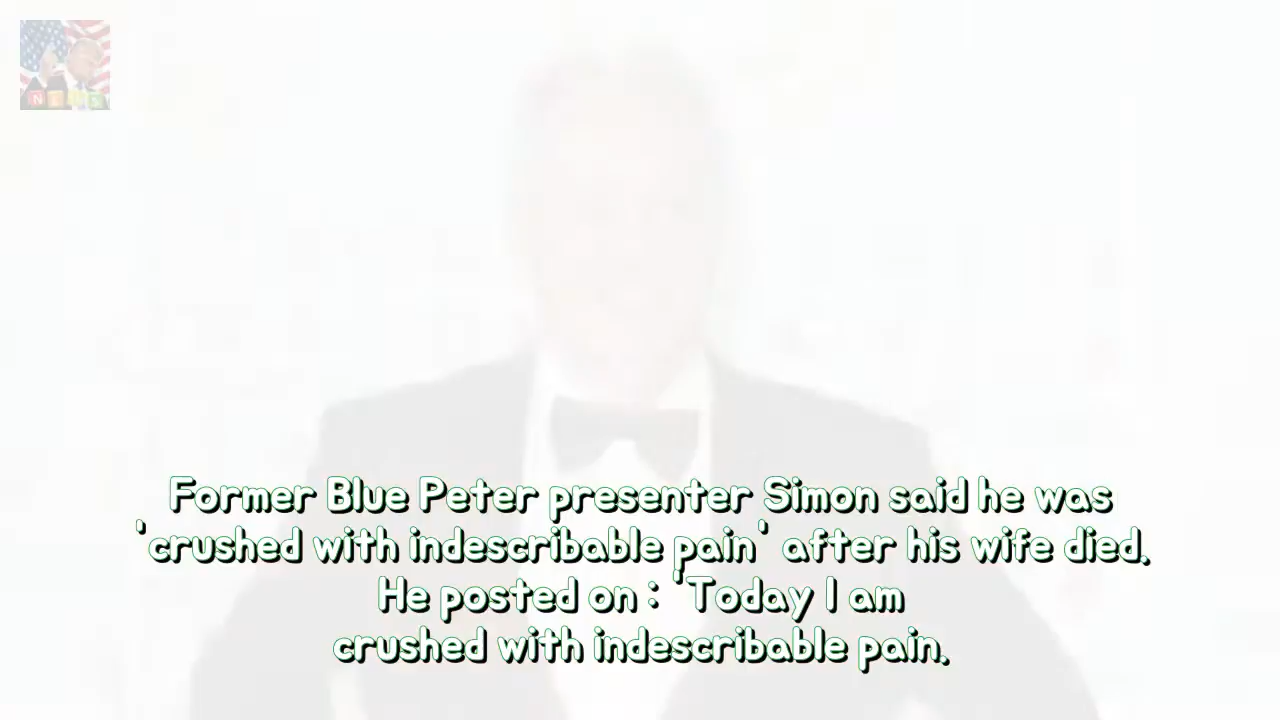 Former Blue Peter presenter Simon said he was
'crushed with indescribable pain' after his wife died.
He posted on : 'Today I am
crushed with indescribable pain.